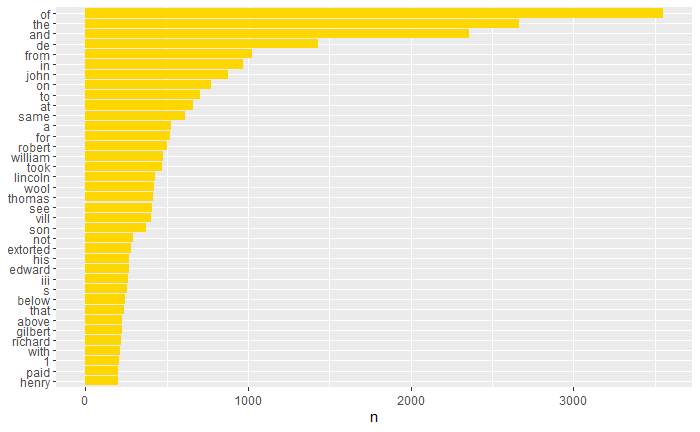 of
the
and
de
from
in
john
on
to
at
same
a
for
robert
william
took
lincoln
wool
thomas
see
vill
son
not
extorted
his
edward
iii
s
below
that
above
gilbert
richard
with
1
paid
henry
0 1000 2000 3000
n